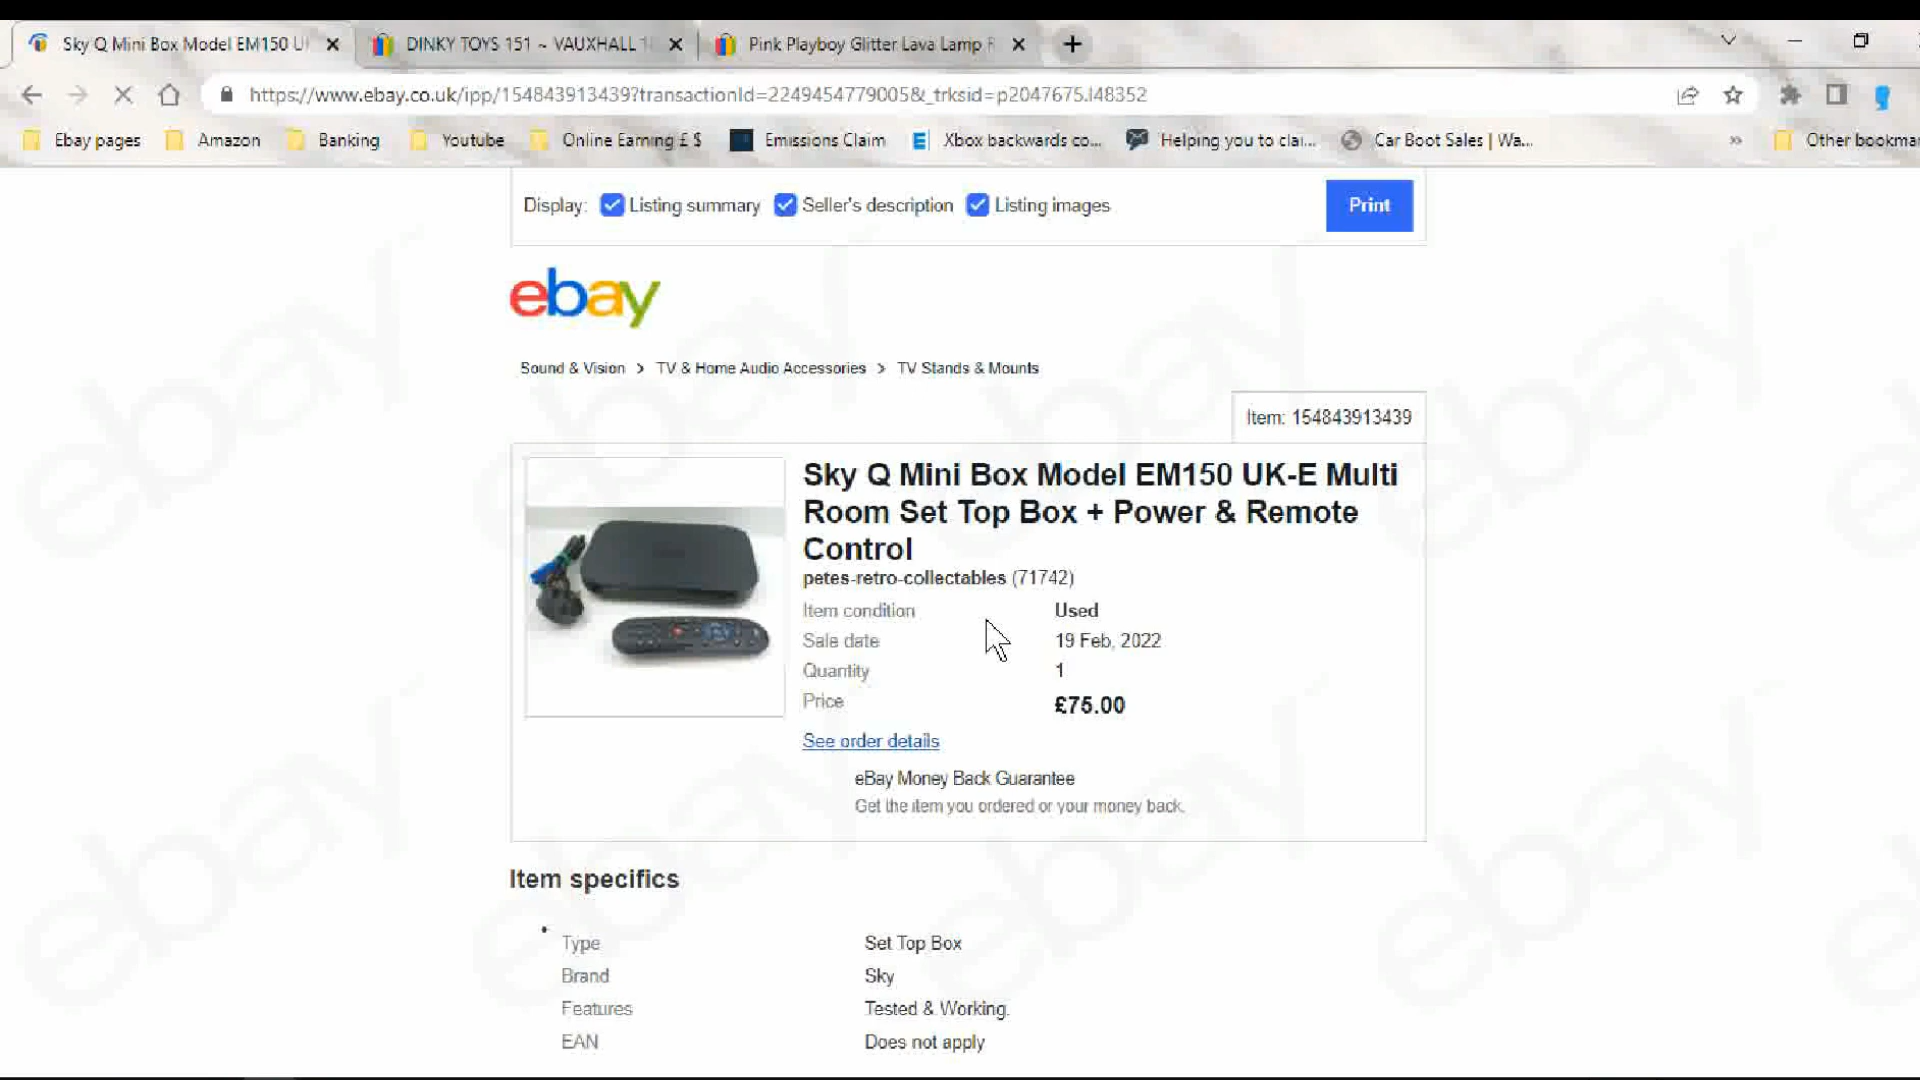 Sky Q Mini Box Model EM150 U
DINKY TOYS 151 ~ VAUXHALL 1
Pink Playboy Glitter Lava Lamp R
https://www.ebay.co.uk/ipp/154843913439?transactionId=2249454779005&_trksid=p2047675.l48352
Ebay pages
Amazon
Banking
Youtube
Online Earning £ $
Emissions Claim
Xbox backwards co...
Helping you to clai...
Car Boot Sales | Wa...
»
Other bookma
Display: Listing summary Seller's description Listing images
Print
ebay
Sound & Vision > TV & Home Audio Accessories > TV Stands & Mounts
Item: 154843913439
Sky Q Mini Box Model EM150 UK-E Multi
Room Set Top Box + Power & Remote
Control
petes-retro-collectables (71742)
Item condition Used
Sale date 19 Feb, 2022
Quantity 1
Price £75.00
See order details
eBay Money Back Guarantee
Get the item you ordered or your money back.
Item specifics
Type Set Top Box
Brand Sky
Features Tested & Working.
EAN Does not apply